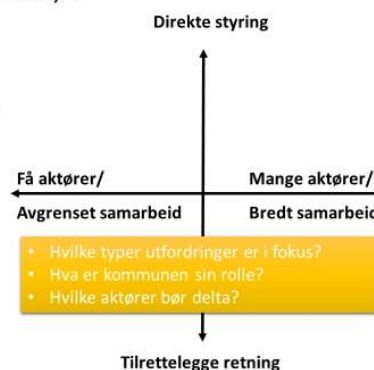 Direkte styring
Få aktører/
Mange aktører/
Avgrenset samarbeid
Bredt samarbeid
• Hvilke typer utfordringer er i fokus?
• Hva er kommunen sin rolle?
• Hvilke aktører bør delta?
Tilrettelegge retning